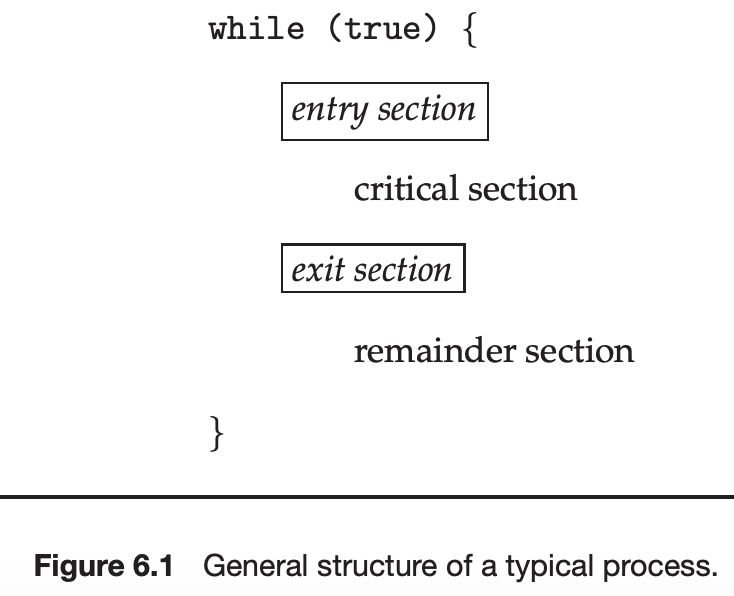 while (true) {
entry section
critical section
exit section
remainder section
}
Figure 6.1 General structure of a typical process.